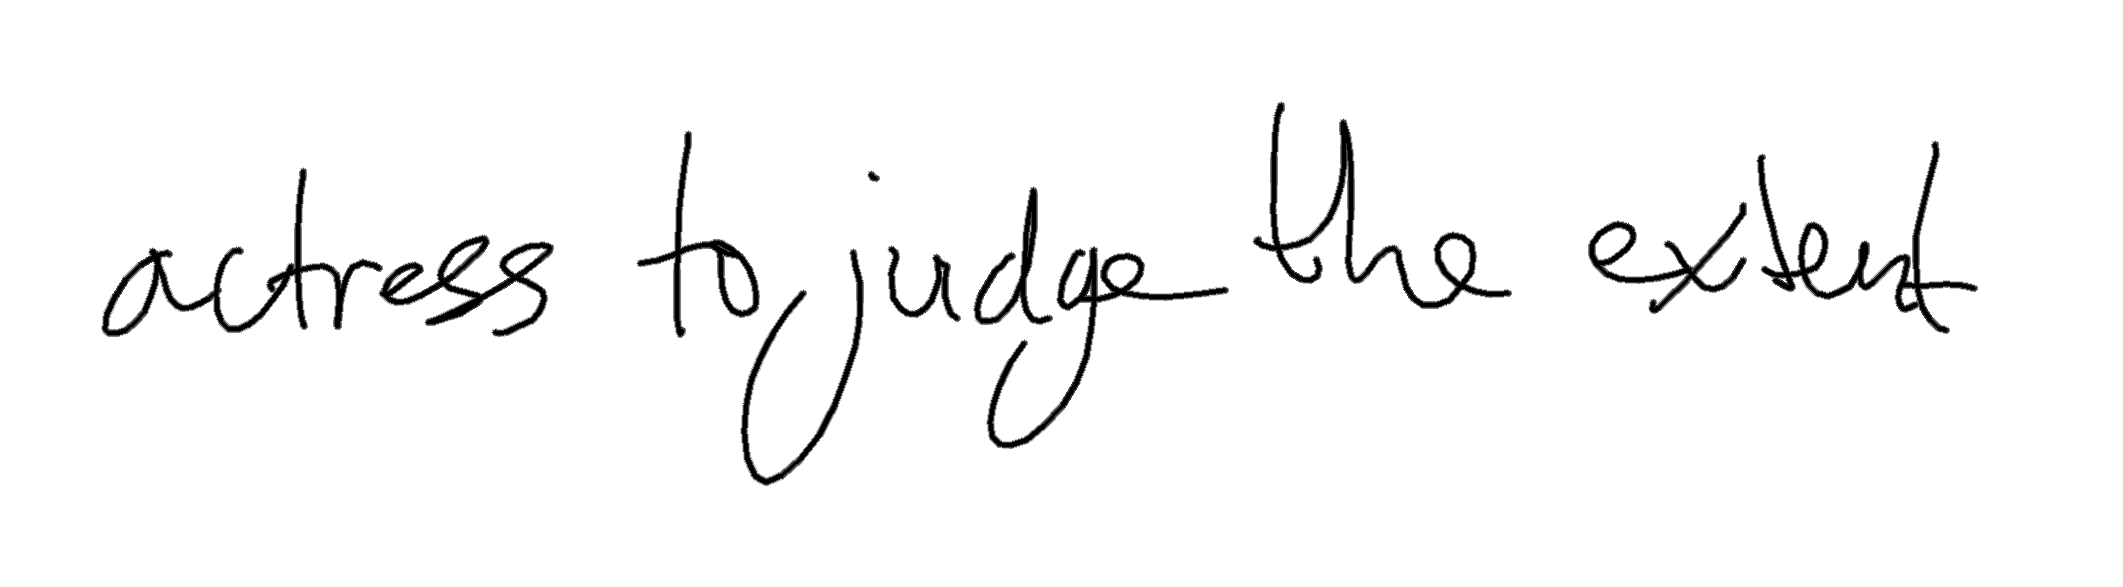 actress to judge the extent